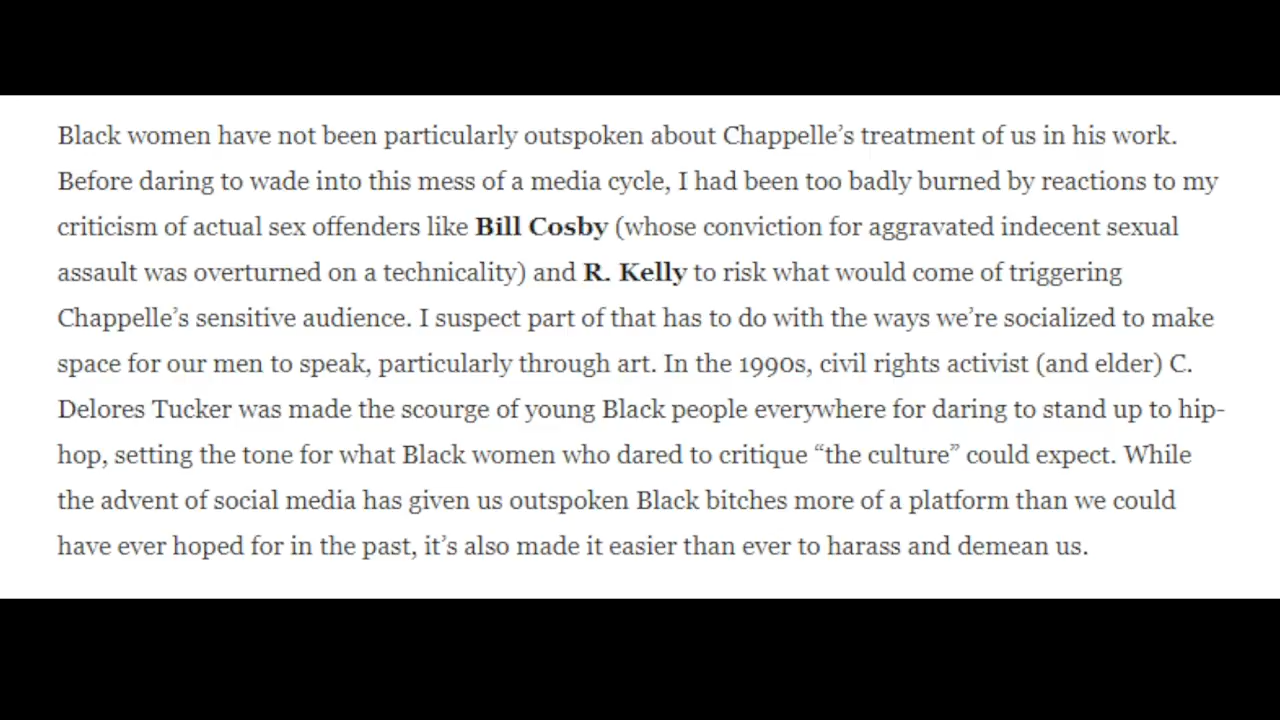 Black women have not been particularly outspoken about Chappelle’s treatment of us in his work.
Before daring to wade into this mess of a media cycle, I had been too badly burned by reactions to my
criticism of actual sex offenders like Bill Cosby (whose conviction for aggravated indecent sexual
assault was overturned on a technicality) and R. Kelly to risk what would come of triggering
Chappelle’s sensitive audience. I suspect part of that has to do with the ways we’re socialized to make
space for our men to speak, particularly through art. In the 1990s, civil rights activist (and elder) C.
Delores Tucker was made the scourge of young Black people everywhere for daring to stand up to hip-
hop, setting the tone for what Black women who dared to critique “the culture” could expect. While
the advent of social media has given us outspoken Black bitches more of a platform than we could
have ever hoped for in the past, it’s also made it easier than ever to harass and demean us.